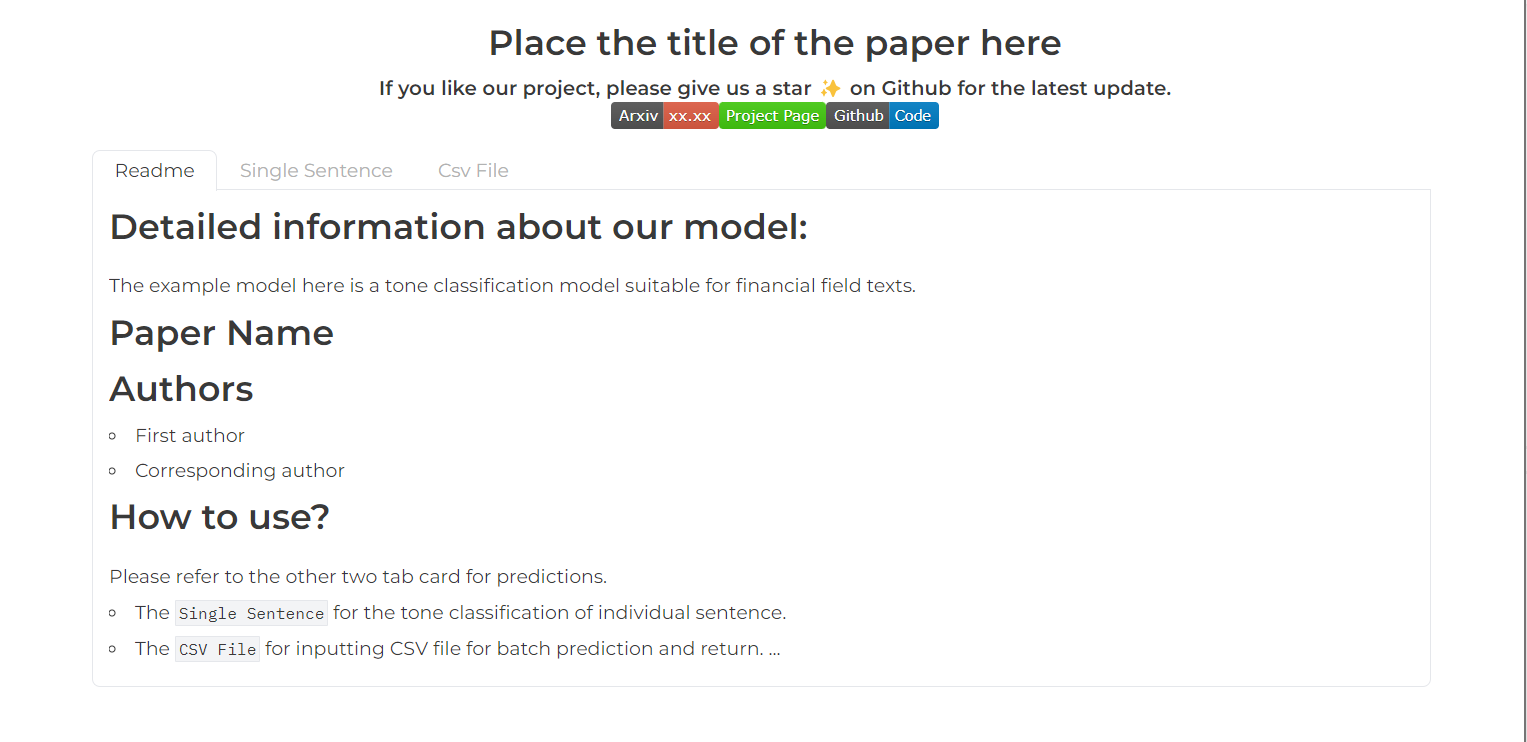 Place the title of the paper here
If you like our project, please give us a star ✨ on Github for the latest update.
Arxiv xx.xx Project Page Github Code
Readme Single Sentence Csv File
Detailed information about our model:
The example model here is a tone classification model suitable for financial field texts.
Paper Name
Authors
First author
Corresponding author
How to use?
Please refer to the other two tab card for predictions.
The Single Sentence for the tone classification of individual sentence.
The CSV File for inputting CSV file for batch prediction and return. ...